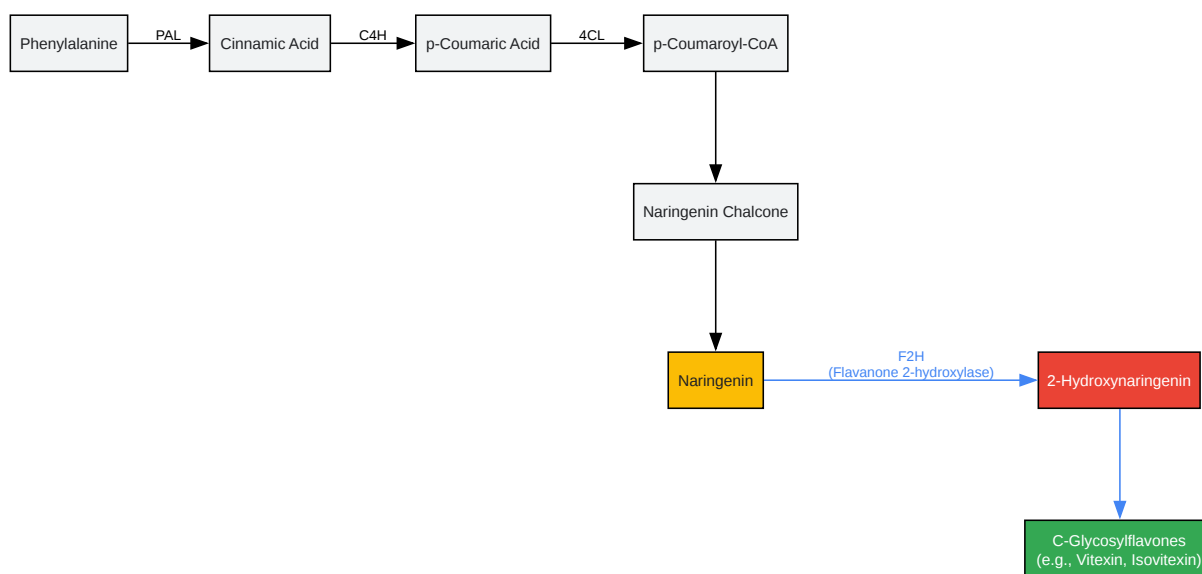 Phenylalanine
PAL
Cinnamic Acid
C4H
p-Coumaric Acid
4CL
p-Coumaroyl-CoA
Naringenin Chalcone
Naringenin
F2H
(Flavanone 2-hydroxylase)
2-Hydroxynaringenin
C-Glycosylflavones
(e.g., Vitexin, Isovitexin)